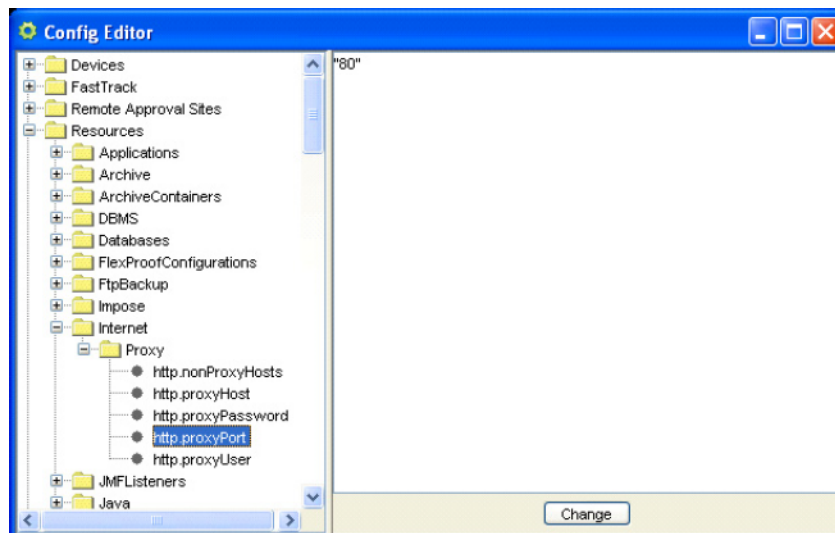 Config Editor
Devices
FastTrack
Remote Approval Sites
Resources
Applications
Archive
ArchiveContainers
DBMS
Databases
FlexProofConfigurations
FtpBackup
Impose
Internet
Proxy
http.nonProxyHosts
http.proxyHost
http.proxyPassword
http.proxyPort
http.proxyUser
JMFListeners
Java
"80"
Change